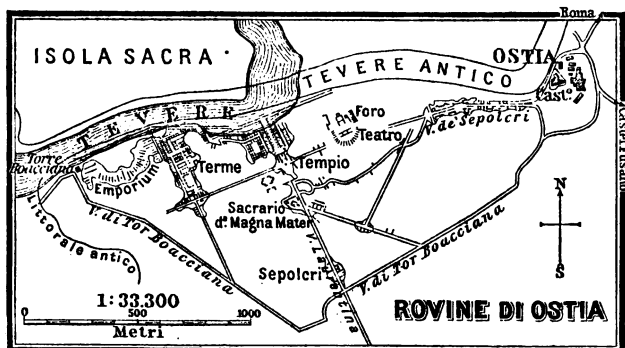 Roma
ISOLA SACRA
OSTIA
TEVERE ANTICO
Cast.º
Foro
Teatro
V. de Sepolcri
TEVERE
Torre
Boacciana
Emporium
Terme
Tempio
Sacrario
d.ª Magna Mater
Littorale antico
V. di Tor Boacciana
V. Laurentina
Sepolcri
V. di Tor Boacciana
N
S
1:33.300
0 500 1000
Metri
ROVINE DI OSTIA